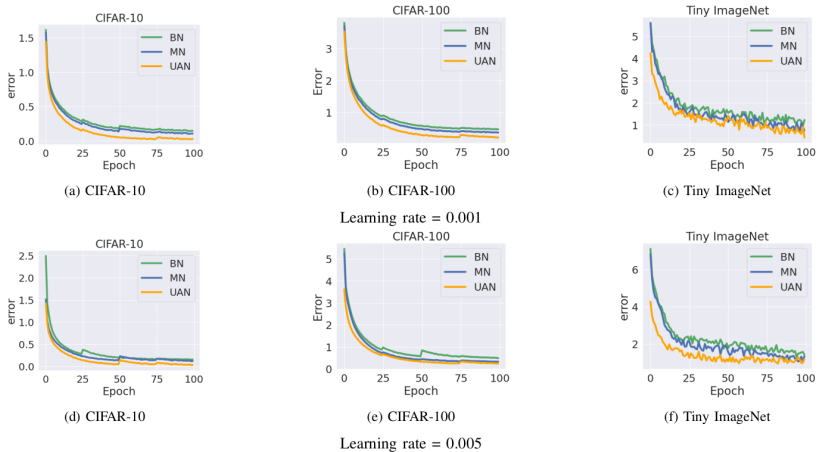 CIFAR-10
1.5
1.0
0.5
0.0
error
BN
MN
UAN
0 25 50 75 100
Epoch
(a) CIFAR-10
CIFAR-100
3
2
1
Error
BN
MN
UAN
0 25 50 75 100
Epoch
(b) CIFAR-100
Tiny ImageNet
5
4
3
2
1
error
BN
MN
UAN
0 25 50 75 100
Epoch
(c) Tiny ImageNet
Learning rate = 0.001
CIFAR-10
2.5
2.0
1.5
1.0
0.5
0.0
error
BN
MN
UAN
0 25 50 75 100
Epoch
(d) CIFAR-10
CIFAR-100
5
4
3
2
1
0
Error
BN
MN
UAN
0 25 50 75 100
Epoch
(e) CIFAR-100
Tiny ImageNet
6
4
2
error
BN
MN
UAN
0 25 50 75 100
Epoch
(f) Tiny ImageNet
Learning rate = 0.005